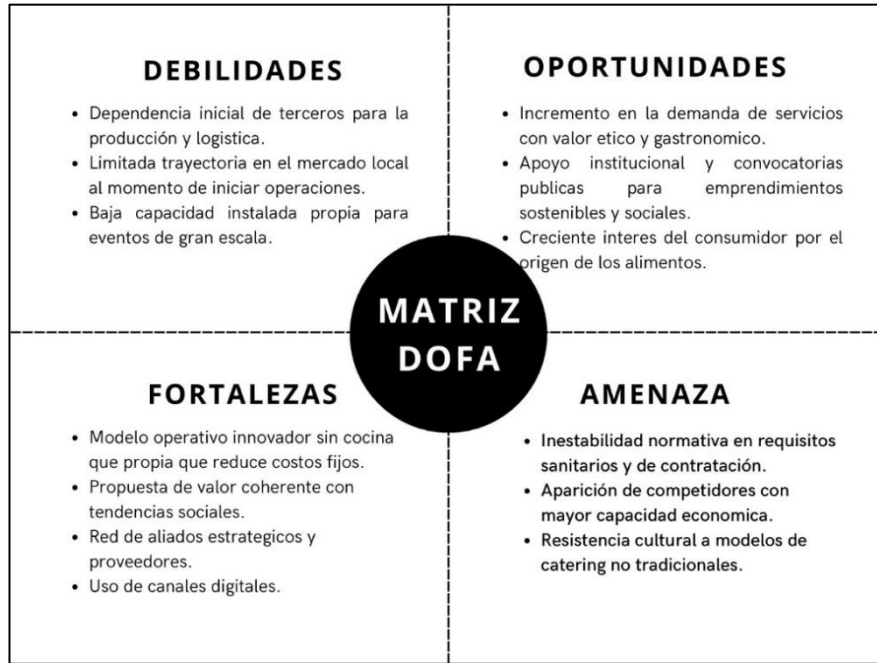 DEBILIDADES
• Dependencia inicial de terceros para la
producción y logistica.
• Limitada trayectoria en el mercado local
al momento de iniciar operaciones.
• Baja capacidad instalada propia para
eventos de gran escala.
OPORTUNIDADES
• Incremento en la demanda de servicios
con valor etico y gastronomico.
• Apoyo institucional y convocatorias
publicas para emprendimientos
sostenibles y sociales.
• Creciente interes del consumidor por el
origen de los alimentos.
MATRIZ
DOFA
FORTALEZAS
• Modelo operativo innovador sin cocina
que propia que reduce costos fijos.
• Propuesta de valor coherente con
tendencias sociales.
• Red de aliados estrategicos y
proveedores.
• Uso de canales digitales.
AMENAZA
• Inestabilidad normativa en requisitos
sanitarios y de contratación.
• Aparición de competidores con
mayor capacidad economica.
• Resistencia cultural a modelos de
catering no tradicionales.